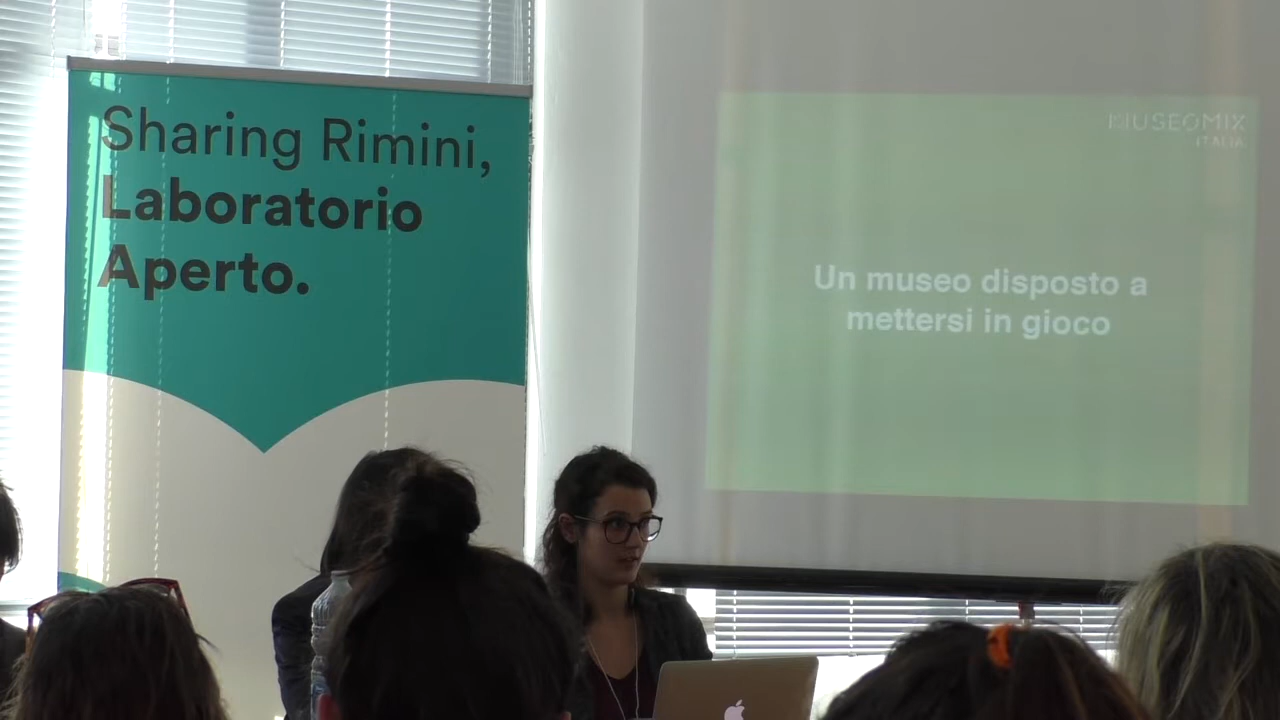 Sharing Rimini,
Laboratorio
Aperto.
MUSEOMIX
ITALIA
Un museo disposto a
mettersi in gioco